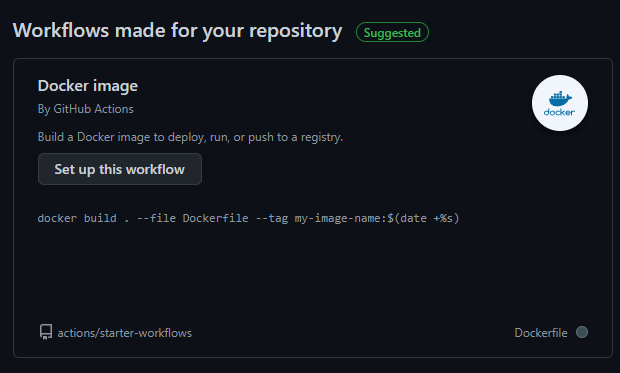 Workflows made for your repository Suggested
Docker image
By GitHub Actions
docker
Build a Docker image to deploy, run, or push to a registry.
Set up this workflow
docker build . --file Dockerfile --tag my-image-name:$(date +%s)
actions/starter-workflows Dockerfile